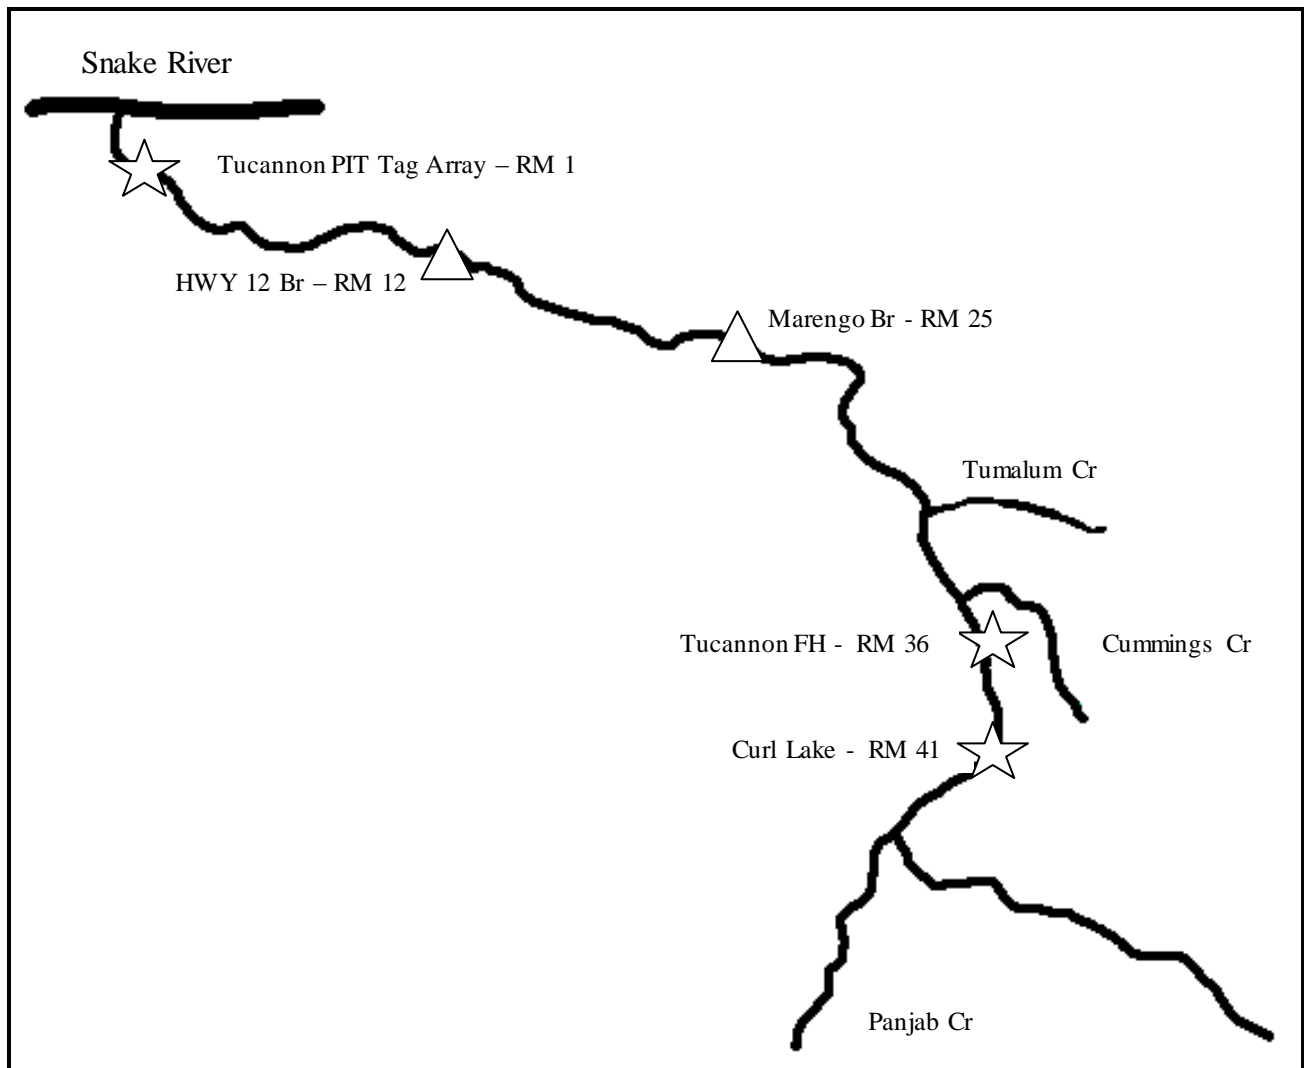 Snake River
Tucannon PIT Tag Array – RM 1
HWY 12 Br – RM 12
Marengo Br - RM 25
Tumalum Cr
Tucannon FH - RM 36
Cummings Cr
Curl Lake - RM 41
Panjab Cr